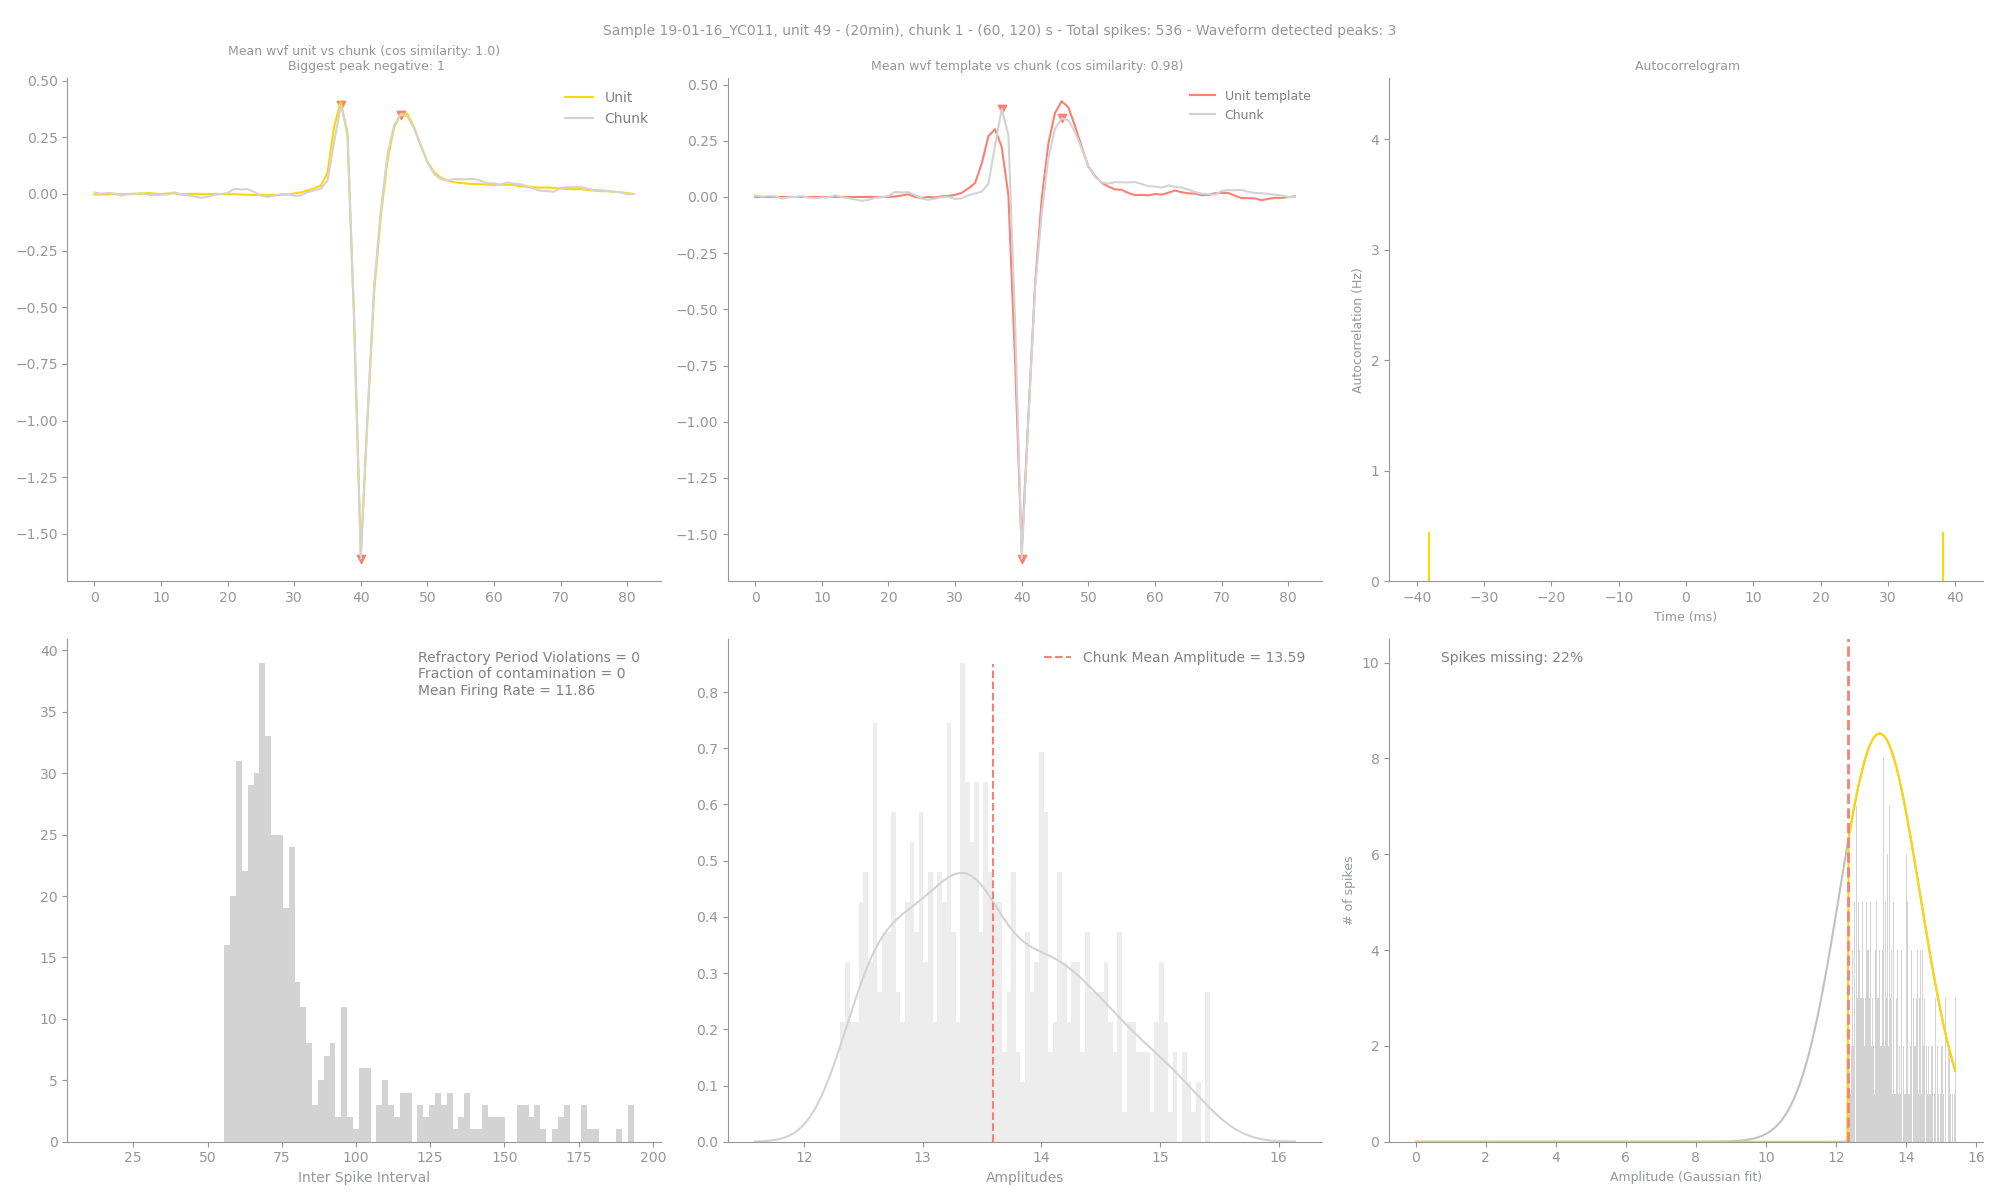 Sample 19-01-16_YC011, unit 49 - (20min), chunk 1 - (60, 120) s - Total spikes: 536 - Waveform detected peaks: 3
Mean wvf unit vs chunk (cos similarity: 1.0)
Biggest peak negative: 1
Unit
Chunk
0.50
0.25
0.00
−0.25
−0.50
−0.75
−1.00
−1.25
−1.50
0 10 20 30 40 50 60 70 80
Mean wvf template vs chunk (cos similarity: 0.98)
Unit template
Chunk
0.50
0.25
0.00
−0.25
−0.50
−0.75
−1.00
−1.25
−1.50
0 10 20 30 40 50 60 70 80
Autocorrelogram
Autocorrelation (Hz)
4
3
2
1
0
−40 −30 −20 −10 0 10 20 30 40
Time (ms)
Refractory Period Violations = 0
Fraction of contamination = 0
Mean Firing Rate = 11.86
40
35
30
25
20
15
10
5
0
25 50 75 100 125 150 175 200
Inter Spike Interval
Chunk Mean Amplitude = 13.59
0.8
0.7
0.6
0.5
0.4
0.3
0.2
0.1
0.0
12 13 14 15 16
Amplitudes
Spikes missing: 22%
# of spikes
10
8
6
4
2
0
0 2 4 6 8 10 12 14 16
Amplitude (Gaussian fit)